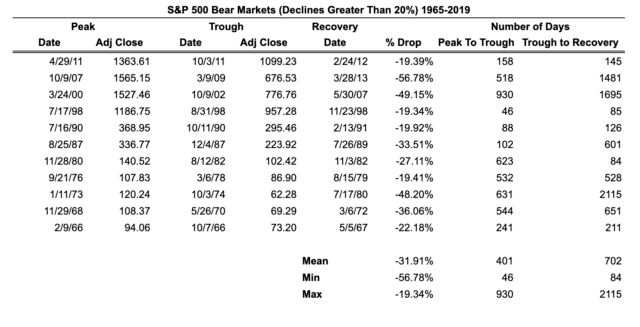 S&P 500 Bear Markets (Declines Greater Than 20%) 1965-2019
Peak Trough Recovery Number of Days
Date Adj Close Date Adj Close Date % Drop Peak To Trough Trough to Recovery
4/29/11 1363.61 10/3/11 1099.23 2/24/12 -19.39% 158 145
10/9/07 1565.15 3/9/09 676.53 3/28/13 -56.78% 518 1481
3/24/00 1527.46 10/9/02 776.76 5/30/07 -49.15% 930 1695
7/17/98 1186.75 8/31/98 957.28 11/23/98 -19.34% 46 85
7/16/90 368.95 10/11/90 295.46 2/13/91 -19.92% 88 126
8/25/87 336.77 12/4/87 223.92 7/26/89 -33.51% 102 601
11/28/80 140.52 8/12/82 102.42 11/3/82 -27.11% 623 84
9/21/76 107.83 3/6/78 86.90 8/15/79 -19.41% 532 528
1/11/73 120.24 10/3/74 62.28 7/17/80 -48.20% 631 2115
11/29/68 108.37 5/26/70 69.29 3/6/72 -36.06% 544 651
2/9/66 94.06 10/7/66 73.20 5/5/67 -22.18% 241 211
Mean -31.91% 401 702
Min -56.78% 46 84
Max -19.34% 930 2115